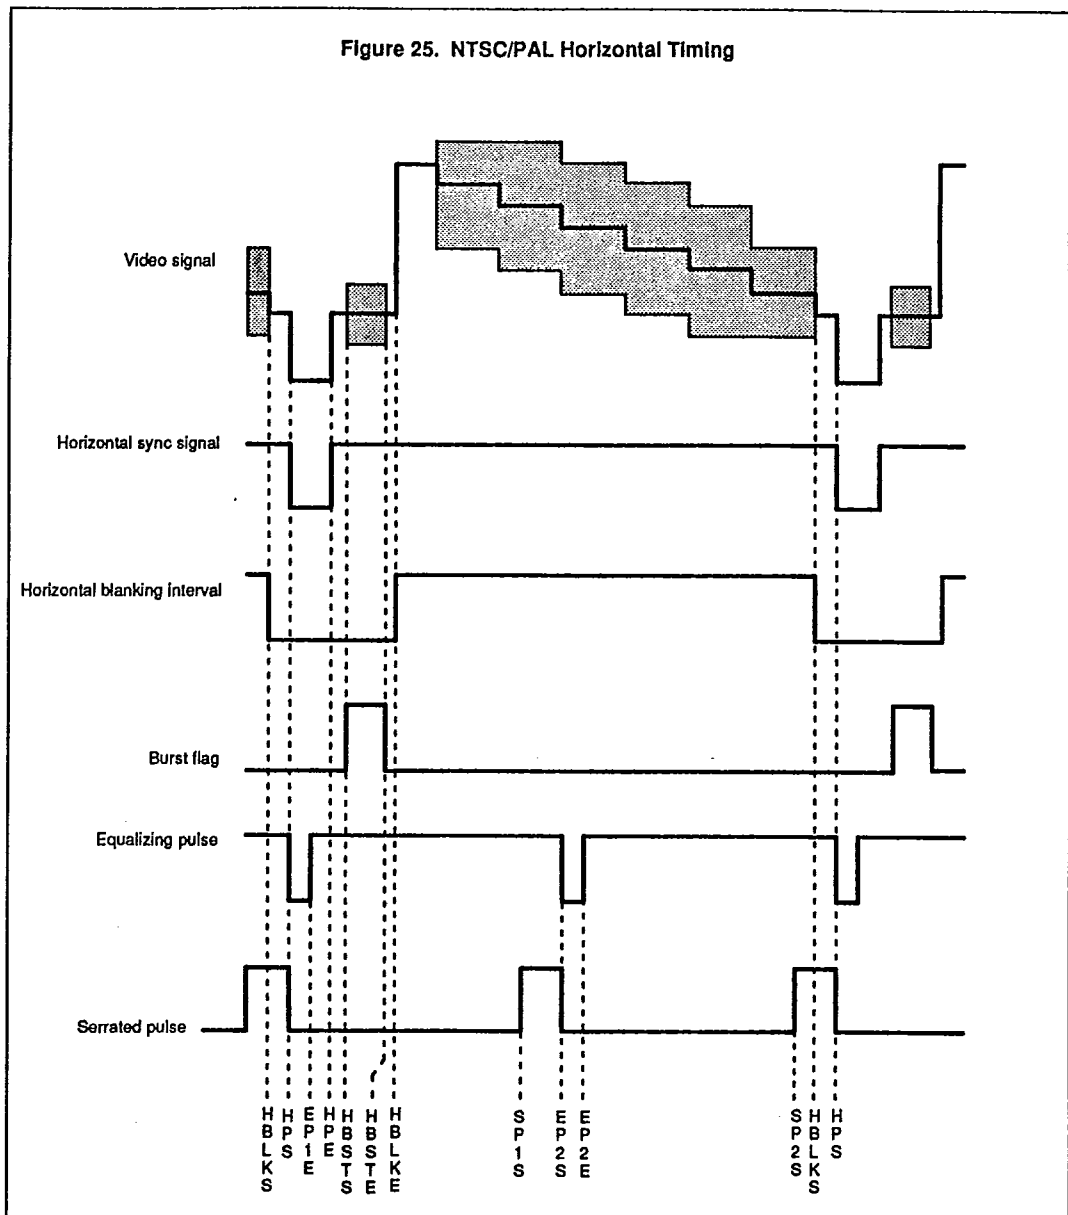 Figure 25. NTSC/PAL Horizontal Timing
Video signal
Horizontal sync signal
Horizontal blanking interval
Burst flag
Equalizing pulse
Serrated pulse
HBLKS
HPS
EP1E
HPE
HBSTS
HBSTE
HBLKE
SP1S
EP2S
EP2E
SP2S
HBLKS
HPS